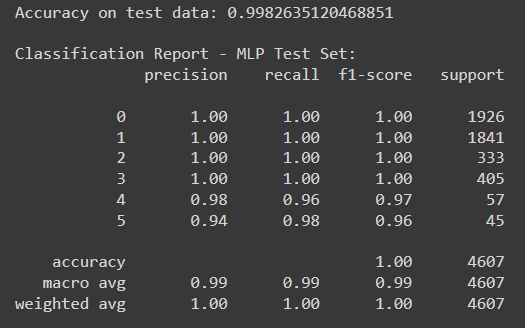 Accuracy on test data: 0.9982635120468851
Classification Report - MLP Test Set:
precision recall f1-score support
0 1.00 1.00 1.00 1926
1 1.00 1.00 1.00 1841
2 1.00 1.00 1.00 333
3 1.00 1.00 1.00 405
4 0.98 0.96 0.97 57
5 0.94 0.98 0.96 45
accuracy 1.00 4607
macro avg 0.99 0.99 0.99 4607
weighted avg 1.00 1.00 1.00 4607